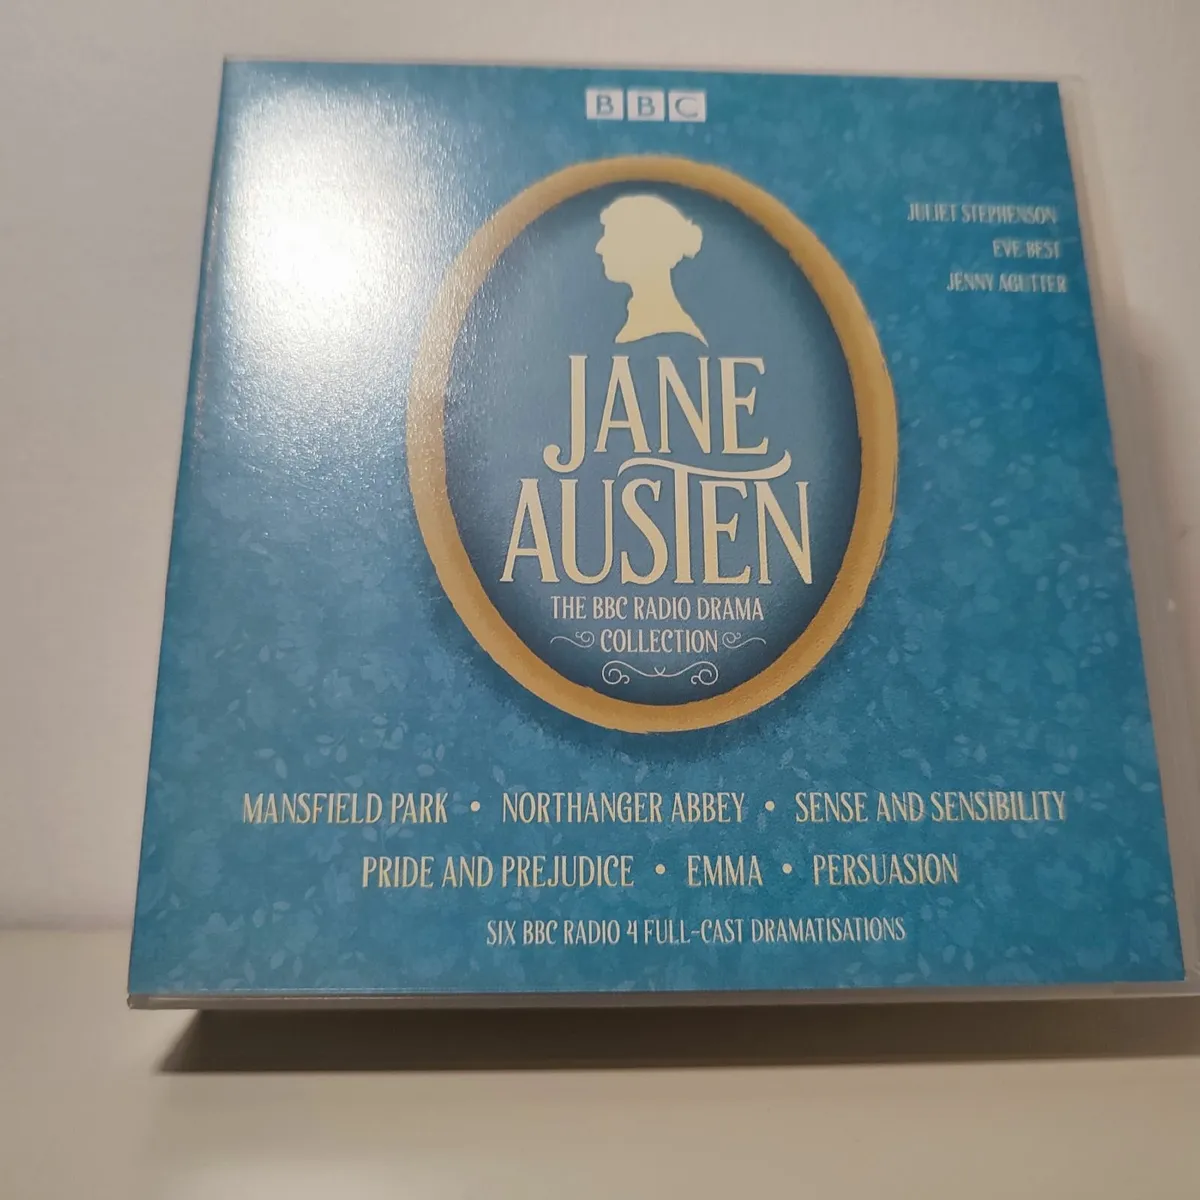 BBC
JULIET STEPHENSON
EVE BEST
JENNY AGUTTER
JANE
AUSTEN
THE BBC RADIO DRAMA
COLLECTION
MANSFIELD PARK • NORTHANGER ABBEY • SENSE AND SENSIBILITY
PRIDE AND PREJUDICE • EMMA • PERSUASION
SIX BBC RADIO 4 FULL-CAST DRAMATISATIONS